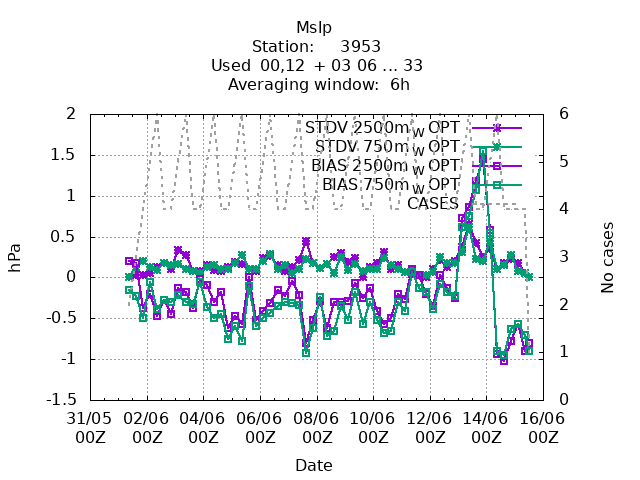 Mslp
Station: 3953
Used 00,12 + 03 06 ... 33
Averaging window: 6h
2
1.5
1
0.5
0
-0.5
-1
-1.5
6
5
4
3
2
1
0
hPa
No cases
STDV 2500m_W OPT
STDV 750m_W OPT
BIAS 2500m_W OPT
BIAS 750m_W OPT
CASES
31/05 02/06 04/06 06/06 08/06 10/06 12/06 14/06 16/06
00Z 00Z 00Z 00Z 00Z 00Z 00Z 00Z 00Z
Date